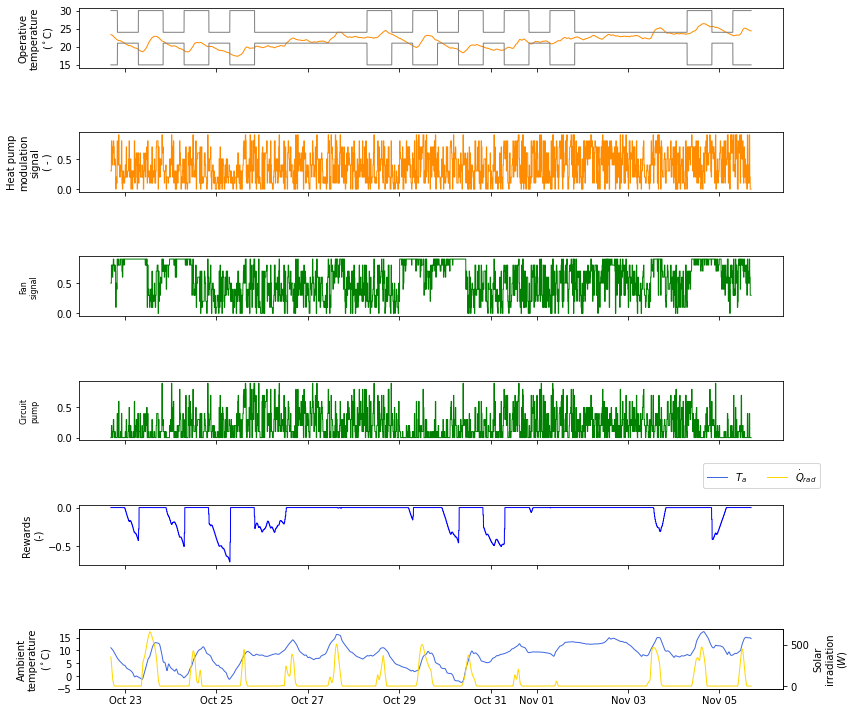 Operative
temperature
(°C)
30
25
20
15
Heat pump
modulation
signal
( - )
0.5
0.0
Fan
signal
0.5
0.0
Circuit
pump
0.5
0.0
T_a
Q̇_rad
Rewards
(-)
0.0
−0.5
Ambient
temperature
(°C)
15
10
5
0
−5
500
0
Solar
irradiation
(W)
Oct 23
Oct 25
Oct 27
Oct 29
Oct 31
Nov 01
Nov 03
Nov 05